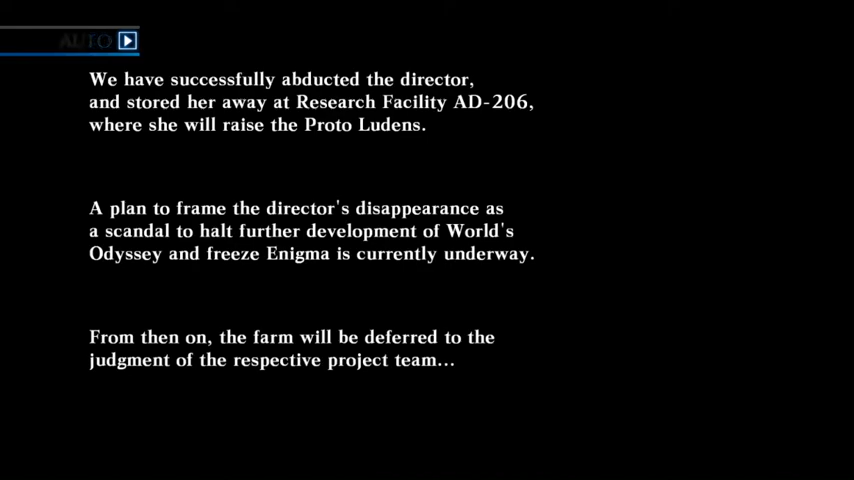 AUTO
We have successfully abducted the director,
and stored her away at Research Facility AD-206,
where she will raise the Proto Ludens.
A plan to frame the director's disappearance as
a scandal to halt further development of World's
Odyssey and freeze Enigma is currently underway.
From then on, the farm will be deferred to the
judgment of the respective project team...